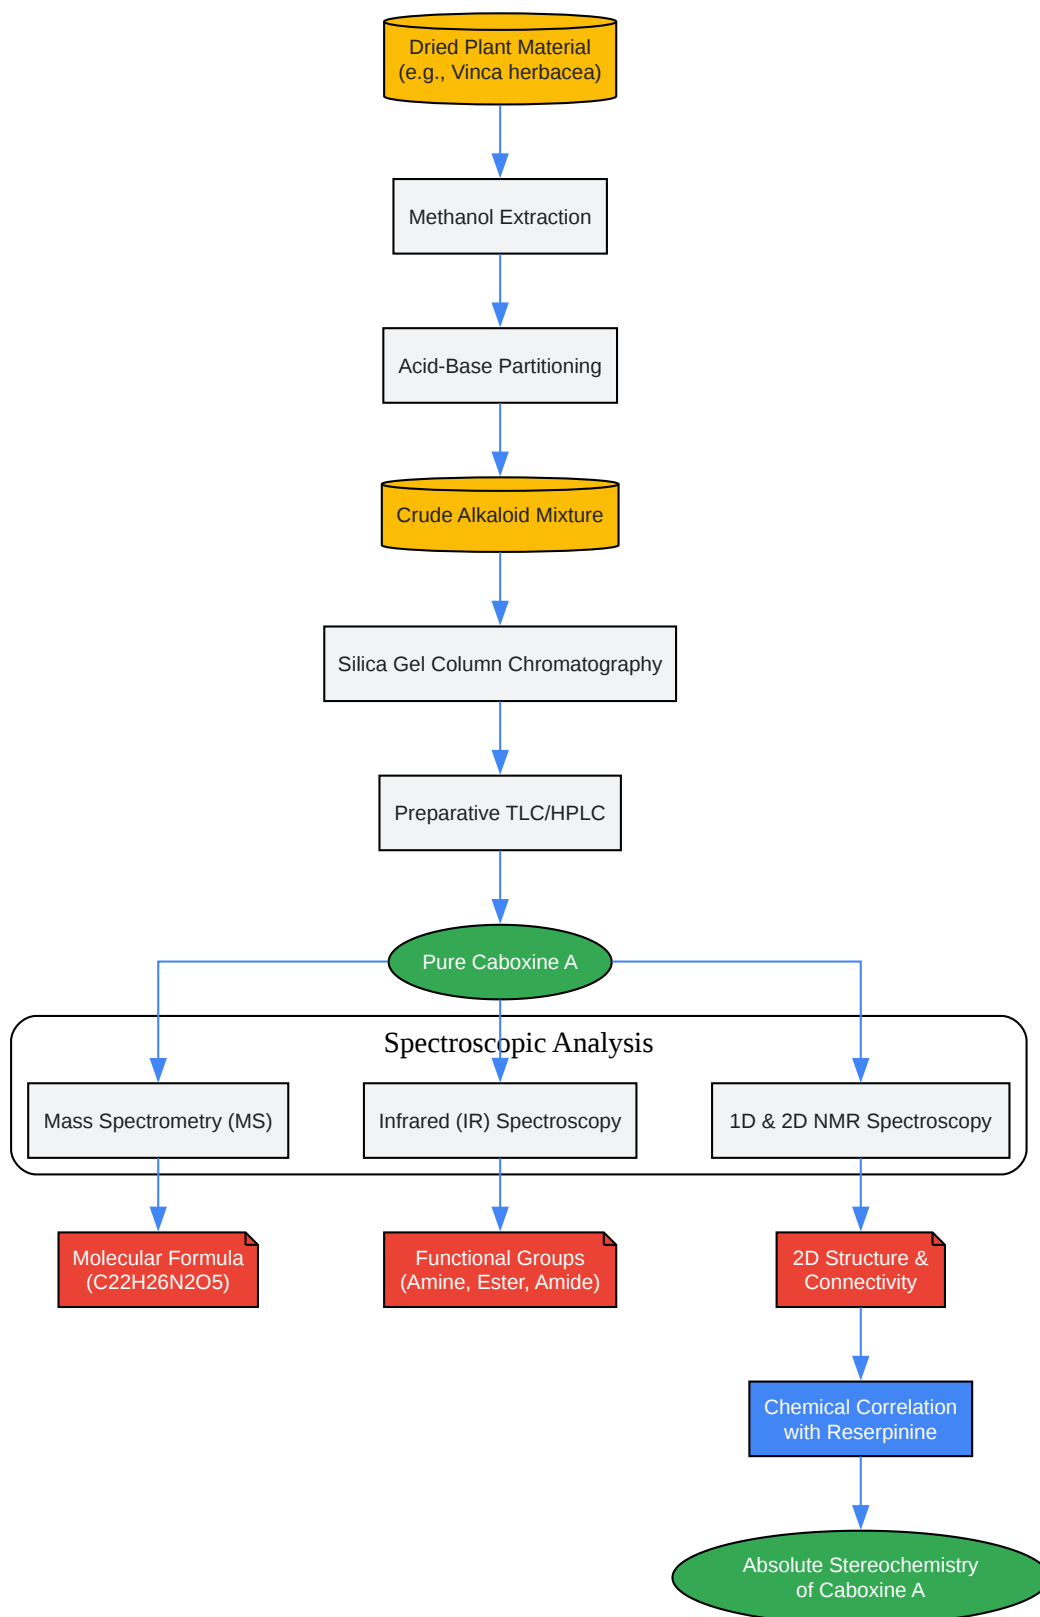 Dried Plant Material
(e.g., Vinca herbacea)
Methanol Extraction
Acid-Base Partitioning
Crude Alkaloid Mixture
Silica Gel Column Chromatography
Preparative TLC/HPLC
Pure Caboxine A
Spectroscopic Analysis
Mass Spectrometry (MS)
Infrared (IR) Spectroscopy
1D & 2D NMR Spectroscopy
Molecular Formula
(C22H26N2O5)
Functional Groups
(Amine, Ester, Amide)
2D Structure &
Connectivity
Chemical Correlation
with Reserpinine
Absolute Stereochemistry
of Caboxine A